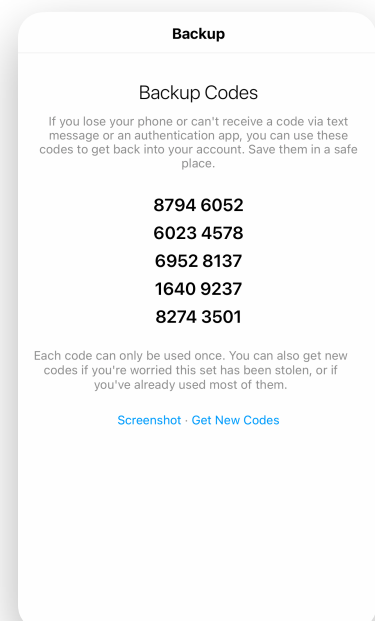 Backup
Backup Codes
If you lose your phone or can't receive a code via text
message or an authentication app, you can use these
codes to get back into your account. Save them in a safe
place.
8794 6052
6023 4578
6952 8137
1640 9237
8274 3501
Each code can only be used once. You can also get new
codes if you're worried this set has been stolen, or if
you've already used most of them.
Screenshot · Get New Codes